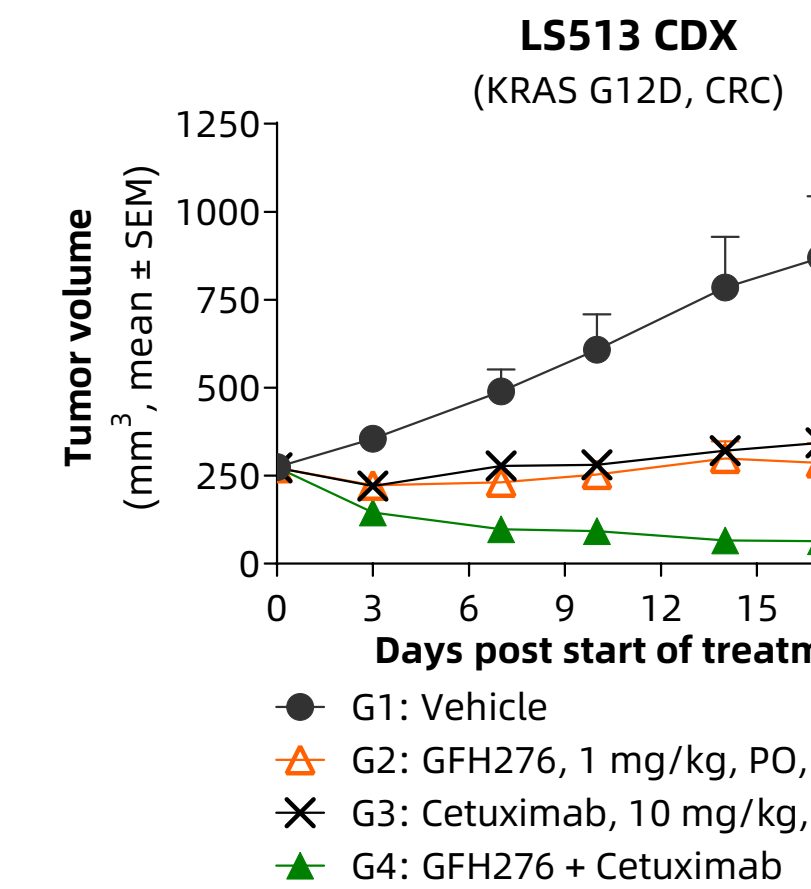 LS513 CDX
(KRAS G12D, CRC)
Tumor volume
(mm³, mean ± SEM)
1250
1000
750
500
250
0
0 3 6 9 12 15
Days post start of
G1: Vehicle
G2: GFH276, 1 mg/kg, PO,
G3: Cetuximab, 10 mg/kg,
G4: GFH276 + Cetuximab